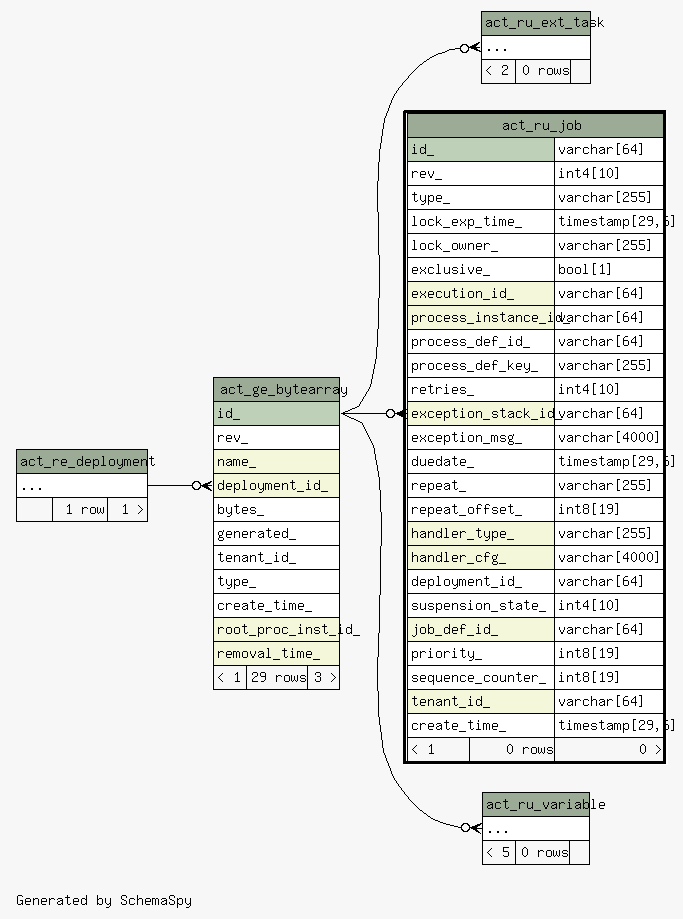 act_ru_ext_task
...
< 2 0 rows
act_ru_job
id_ varchar[64]
rev_ int4[10]
type_ varchar[255]
lock_exp_time_ timestamp[29,6]
lock_owner_ varchar[255]
exclusive_ bool[1]
execution_id_ varchar[64]
process_instance_id_ varchar[64]
process_def_id_ varchar[64]
process_def_key_ varchar[255]
retries_ int4[10]
exception_stack_id_ varchar[64]
exception_msg_ varchar[4000]
duedate_ timestamp[29,6]
repeat_ varchar[255]
repeat_offset_ int8[19]
handler_type_ varchar[255]
handler_cfg_ varchar[4000]
deployment_id_ varchar[64]
suspension_state_ int4[10]
job_def_id_ varchar[64]
priority_ int8[19]
sequence_counter_ int8[19]
tenant_id_ varchar[64]
create_time_ timestamp[29,6]
< 1 0 rows 0 >
act_ge_bytearray
id_
rev_
name_
deployment_id_
bytes_
generated_
tenant_id_
type_
create_time_
root_proc_inst_id_
removal_time_
< 1 29 rows 3 >
act_re_deployment
...
1 row 1 >
act_ru_variable
...
< 5 0 rows
Generated by SchemaSpy